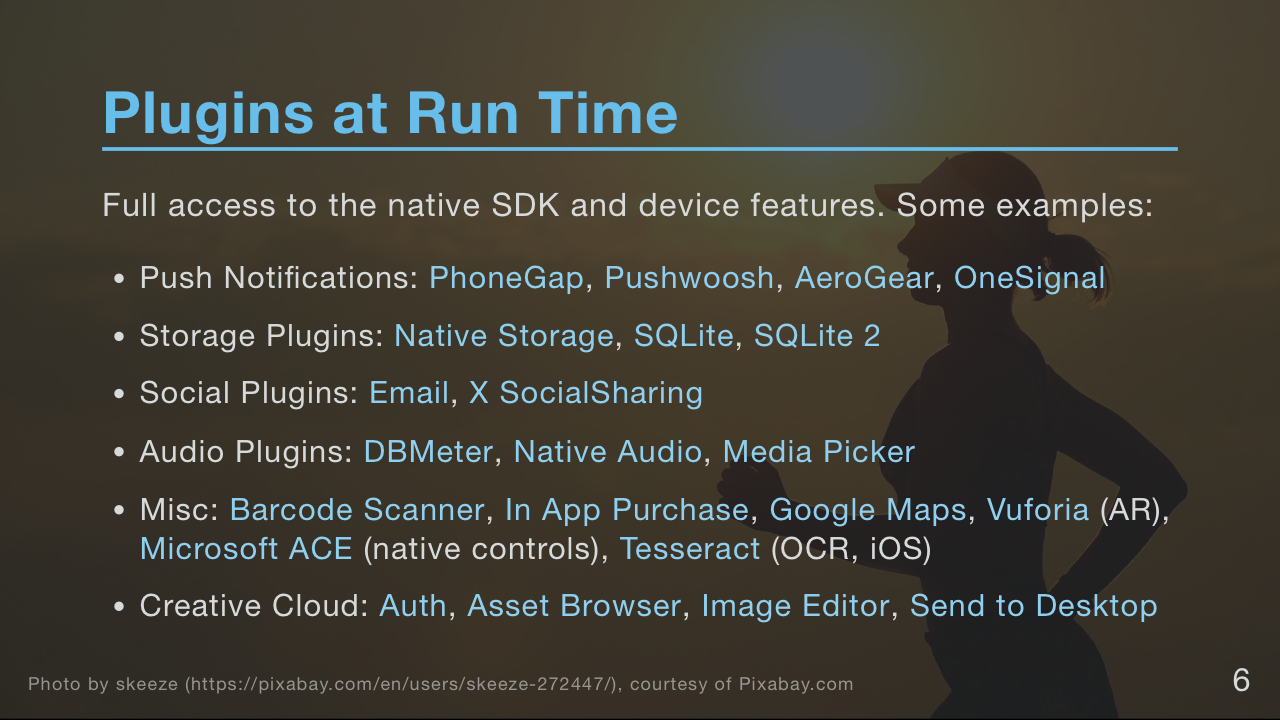 Plugins at Run Time
Full access to the native SDK and device features. Some examples:
• Push Notifications: PhoneGap, Pushwoosh, AeroGear, OneSignal
• Storage Plugins: Native Storage, SQLite, SQLite 2
• Social Plugins: Email, X SocialSharing
• Audio Plugins: DBMeter, Native Audio, Media Picker
• Misc: Barcode Scanner, In App Purchase, Google Maps, Vuforia (AR),
Microsoft ACE (native controls), Tesseract (OCR, iOS)
• Creative Cloud: Auth, Asset Browser, Image Editor, Send to Desktop
Photo by skeeze (https://pixabay.com/en/users/skeeze-272447/), courtesy of Pixabay.com
6